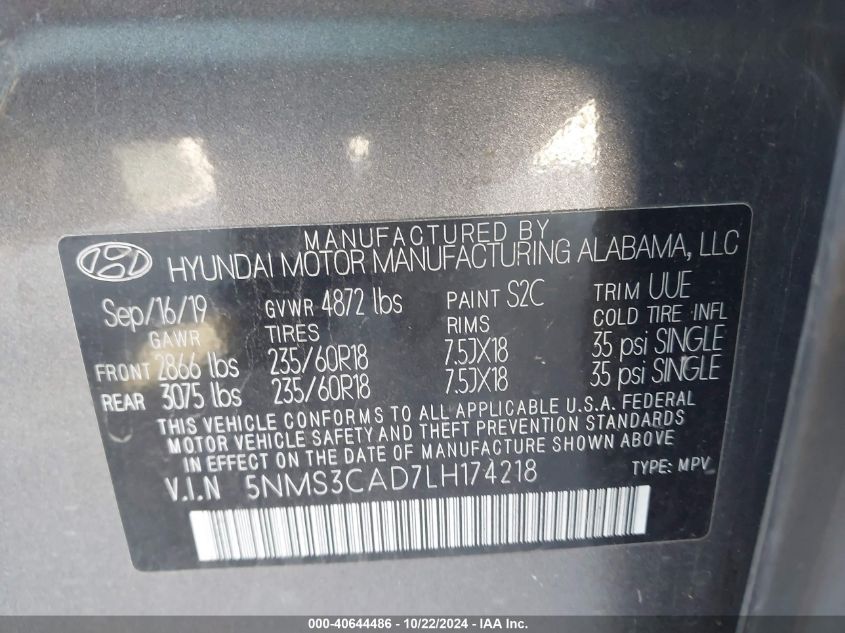 MANUFACTURED BY
HYUNDAI MOTOR MANUFACTURING ALABAMA, LLC
Sep/16/19 GVWR 4872 lbs PAINT S2C TRIM UUE
GAWR TIRES RIMS COLD TIRE INFL
FRONT 2866 lbs 235/60R18 7.5JX18 35 psi SINGLE
REAR 3075 lbs 235/60R18 7.5JX18 35 psi SINGLE
THIS VEHICLE CONFORMS TO ALL APPLICABLE U.S.A. FEDERAL
MOTOR VEHICLE SAFETY AND THEFT PREVENTION STANDARDS
IN EFFECT ON THE DATE OF MANUFACTURE SHOWN ABOVE
V.I.N 5NMS3CAD7LH174218 TYPE: MPV
000-40644486 - 10/22/2024 - IAA Inc.